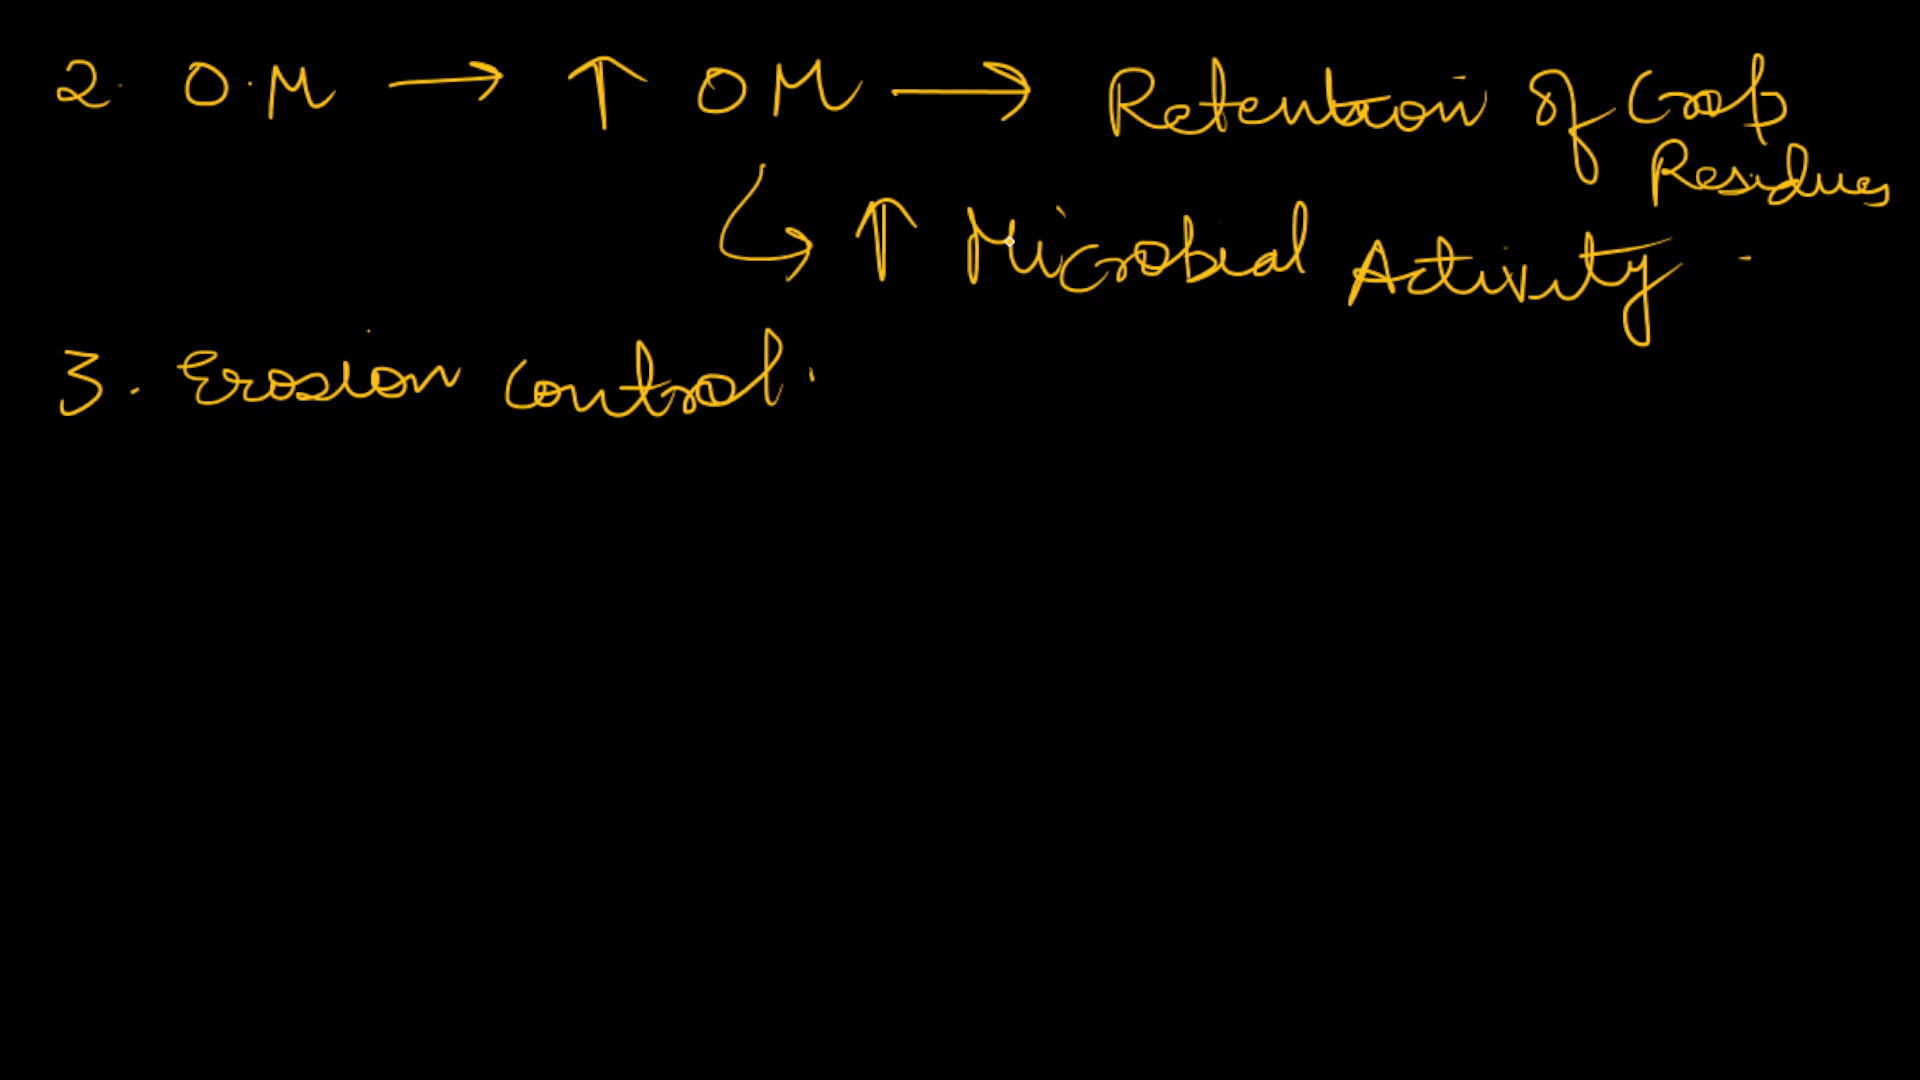 2. O.M → ↑ OM → Retention of Crop
Residues
↳ ↑ Microbial Activity.
3. Erosion control.